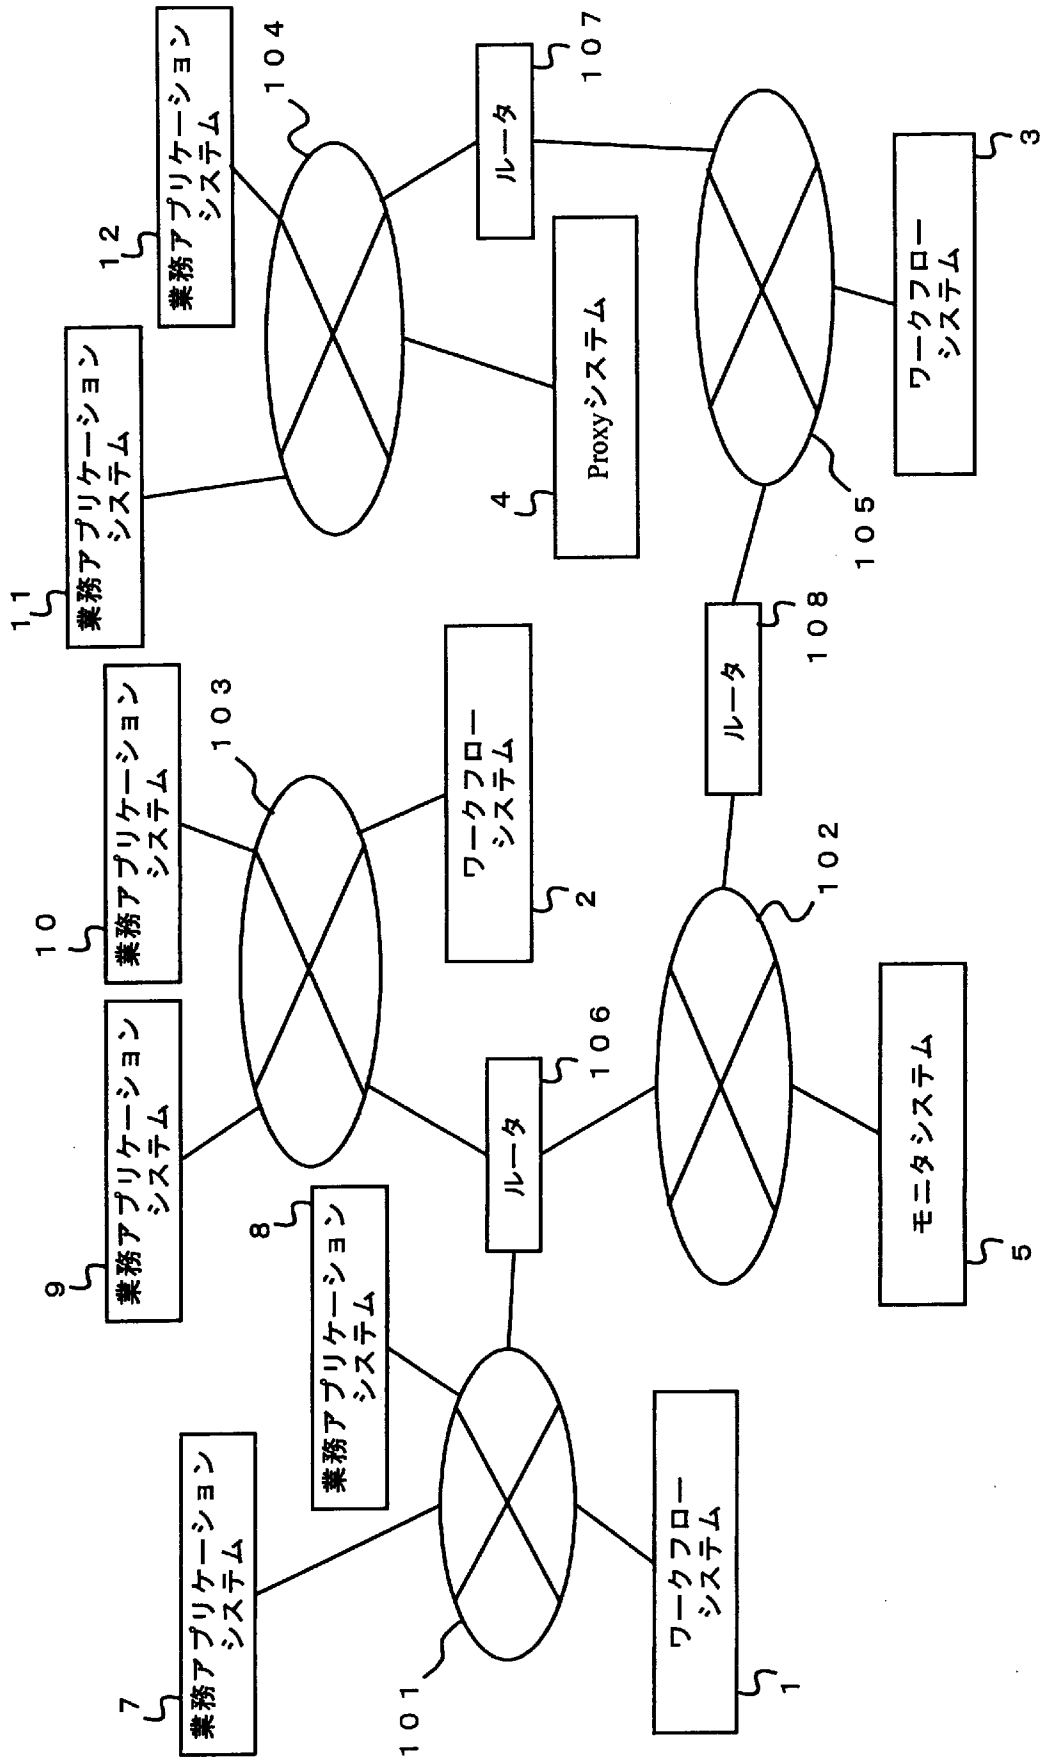 7
業務アプリケーション
システム
8
業務アプリケーション
システム
101
ワークフロー
システム
1
9
業務アプリケーション
システム
10
業務アプリケーション
システム
103
ワークフロー
システム
2
ルータ
106
102
モニタシステム
5
11
業務アプリケーション
システム
12
業務アプリケーション
システム
104
Proxyシステム
4
ルータ
107
ルータ
108
105
ワークフロー
システム
3